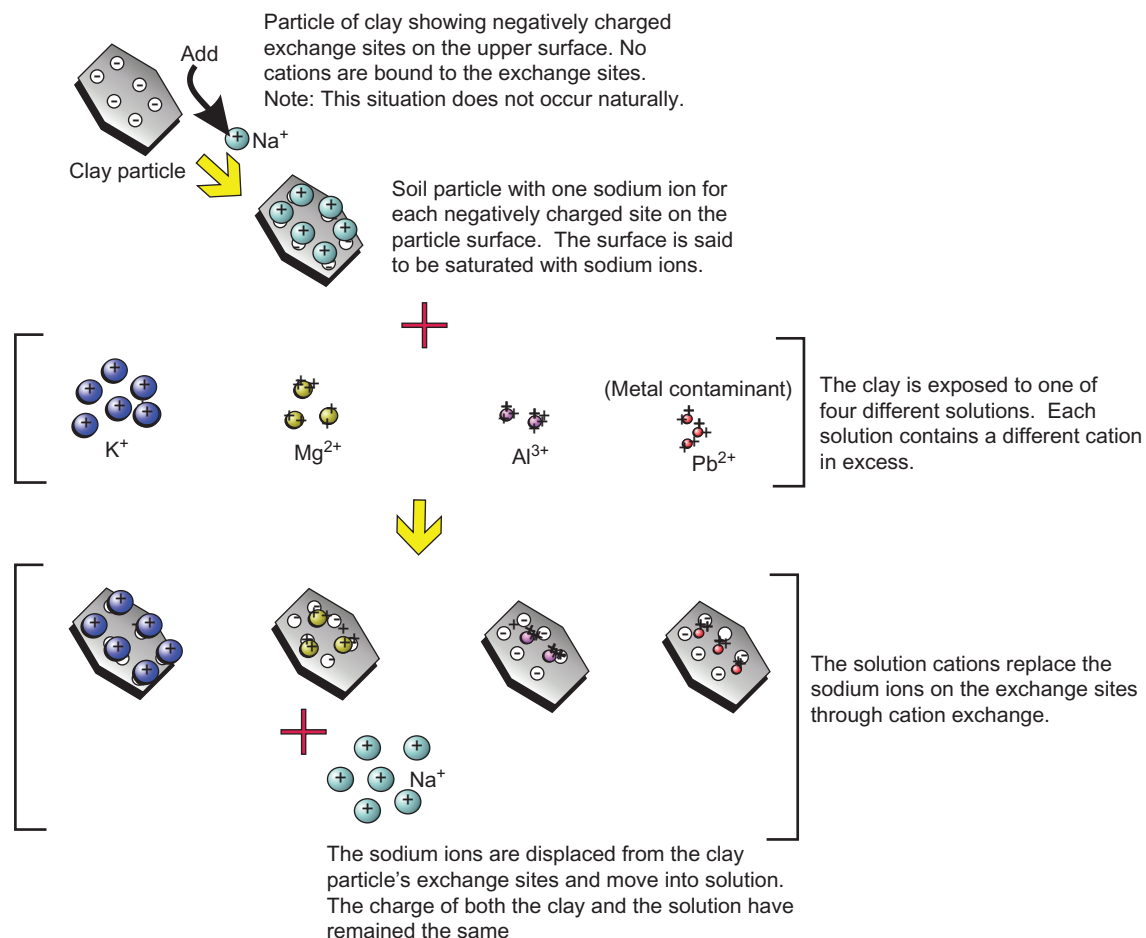 Particle of clay showing negatively charged
exchange sites on the upper surface. No
cations are bound to the exchange sites.
Note: This situation does not occur naturally.
Add
Na⁺
Clay particle
Soil particle with one sodium ion for
each negatively charged site on the
particle surface. The surface is said
to be saturated with sodium ions.
K⁺
Mg²⁺
Al³⁺
(Metal contaminant)
Pb²⁺
The clay is exposed to one of
four different solutions. Each
solution contains a different cation
in excess.
The solution cations replace the
sodium ions on the exchange sites
through cation exchange.
Na⁺
The sodium ions are displaced from the clay
particle's exchange sites and move into solution.
The charge of both the clay and the solution have
remained the same